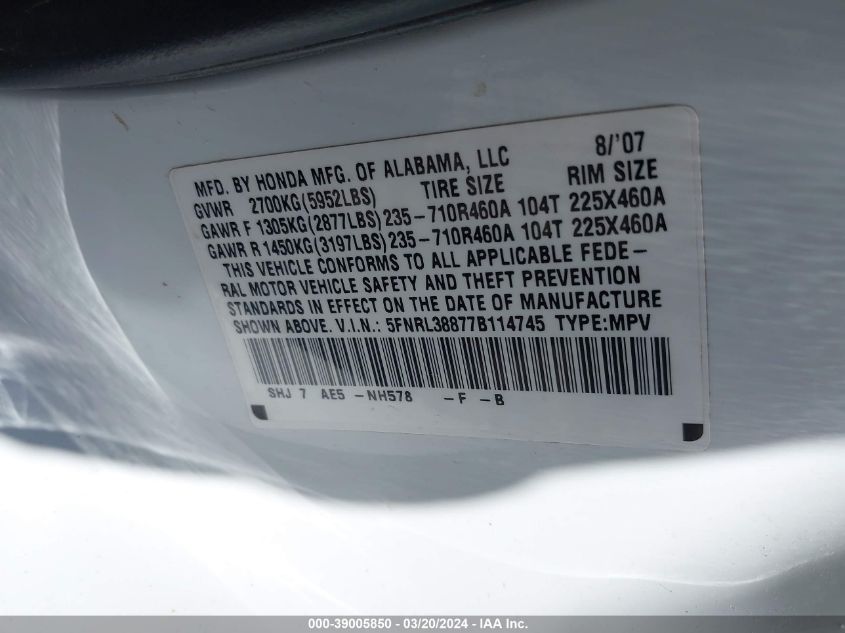 MFD. BY HONDA MFG. OF ALABAMA, LLC 8/'07
GVWR 2700KG(5952LBS) TIRE SIZE RIM SIZE
GAWR F 1305KG(2877LBS) 235-710R460A 104T 225X460A
GAWR R 1450KG(3197LBS) 235-710R460A 104T 225X460A
THIS VEHICLE CONFORMS TO ALL APPLICABLE FEDE-
RAL MOTOR VEHICLE SAFETY AND THEFT PREVENTION
STANDARDS IN EFFECT ON THE DATE OF MANUFACTURE
SHOWN ABOVE. V.I.N.: 5FNRL38877B114745 TYPE:MPV
SHJ 7 AE5 -NH578 -F -B
000-39005850 - 03/20/2024 - IAA Inc.